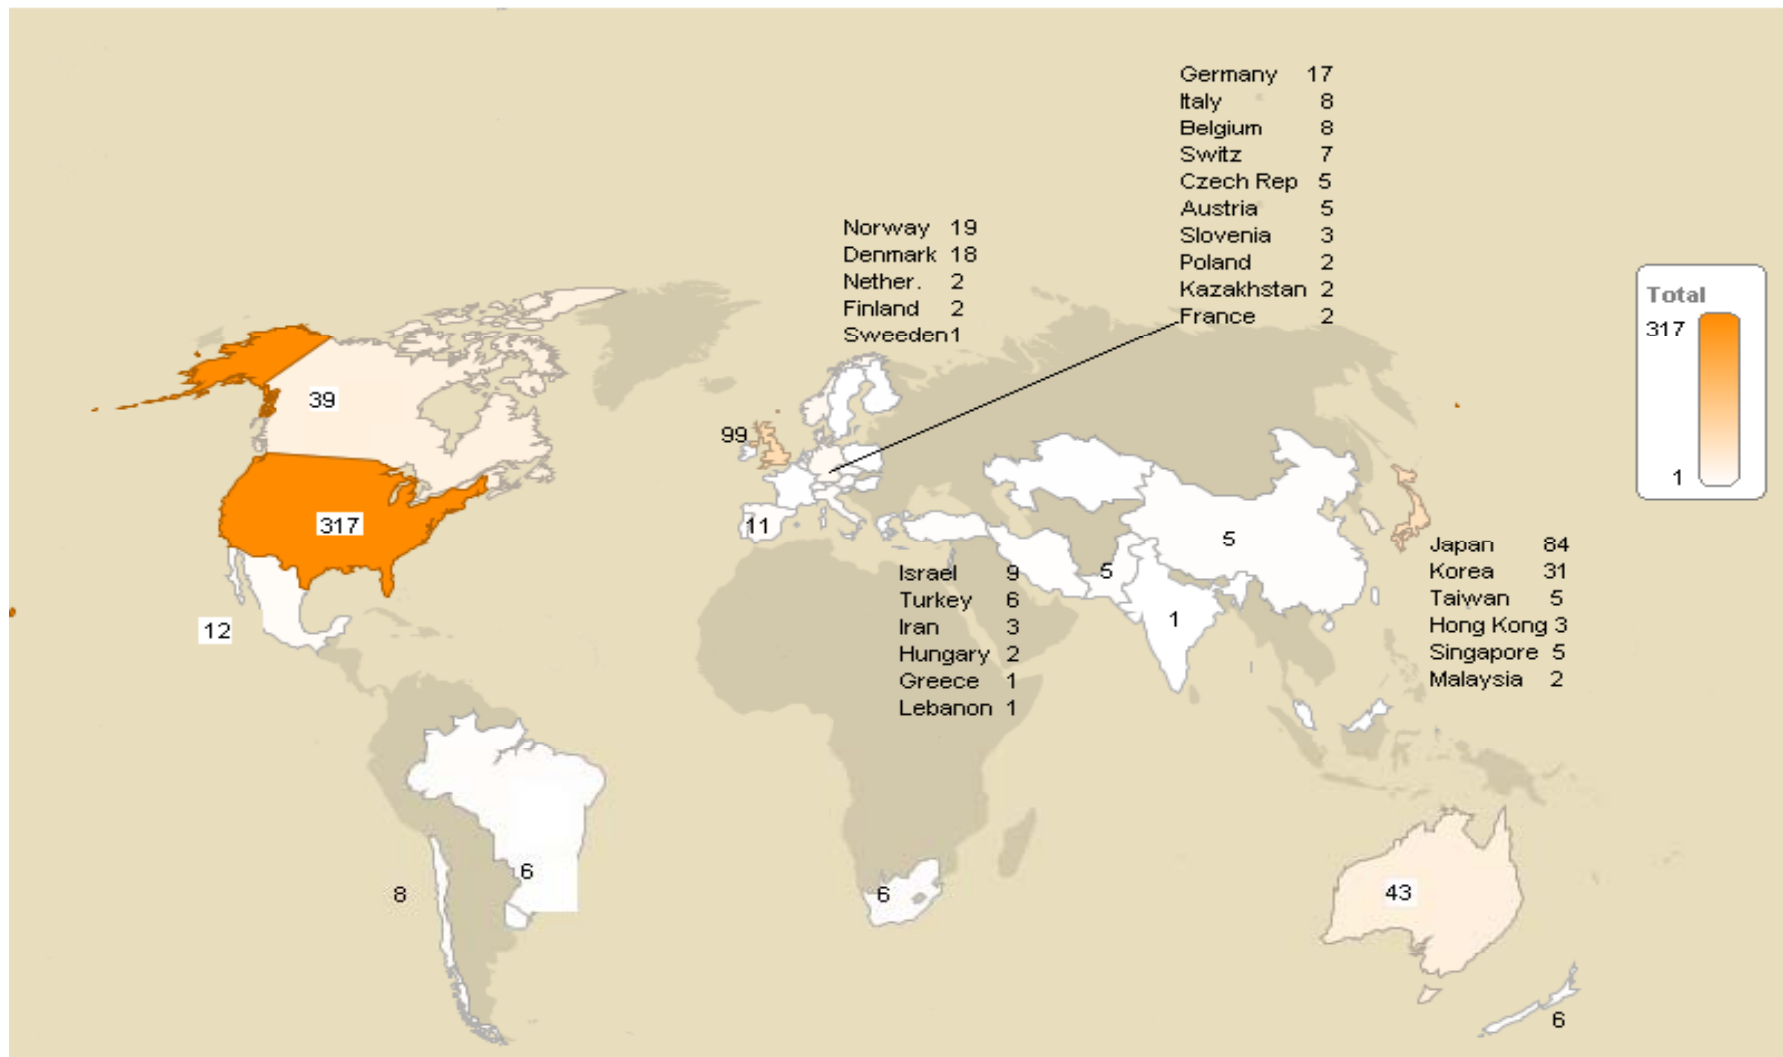 Germany 17
Italy 8
Belgium 8
Switz 7
Czech Rep 5
Austria 5
Slovenia 3
Poland 2
Kazakhstan 2
France 2
Norway 19
Denmark 18
Nether. 2
Finland 2
Sweeden1
Total
317
1
39
99
317
11
5
5
1
12
Israel 9
Turkey 6
Iran 3
Hungary 2
Greece 1
Lebanon 1
Japan 84
Korea 31
Taiwan 5
Hong Kong 3
Singapore 5
Malaysia 2
6
8
6
43
6